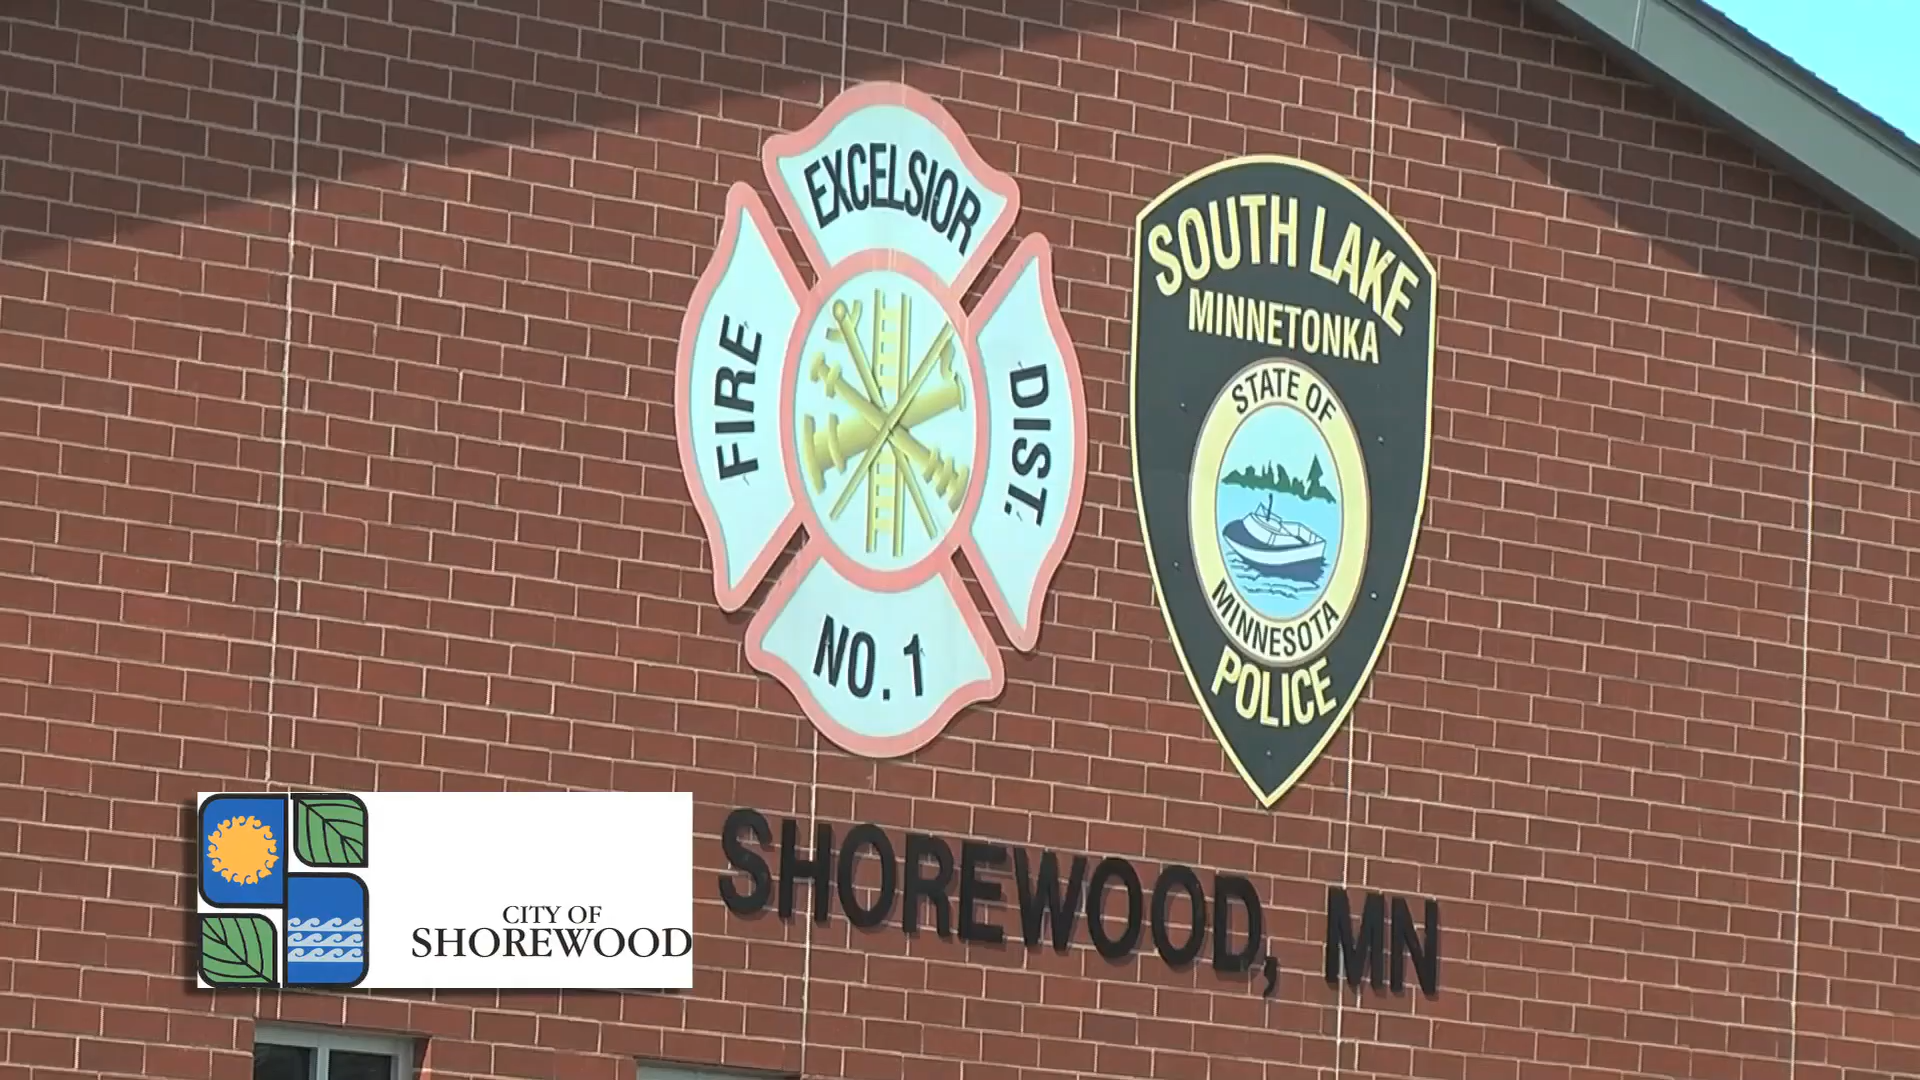 EXCELSIOR
FIRE
DIST.
NO. 1
SOUTH LAKE
MINNETONKA
STATE OF
MINNESOTA
POLICE
SHOREWOOD, MN
CITY OF
SHOREWOOD